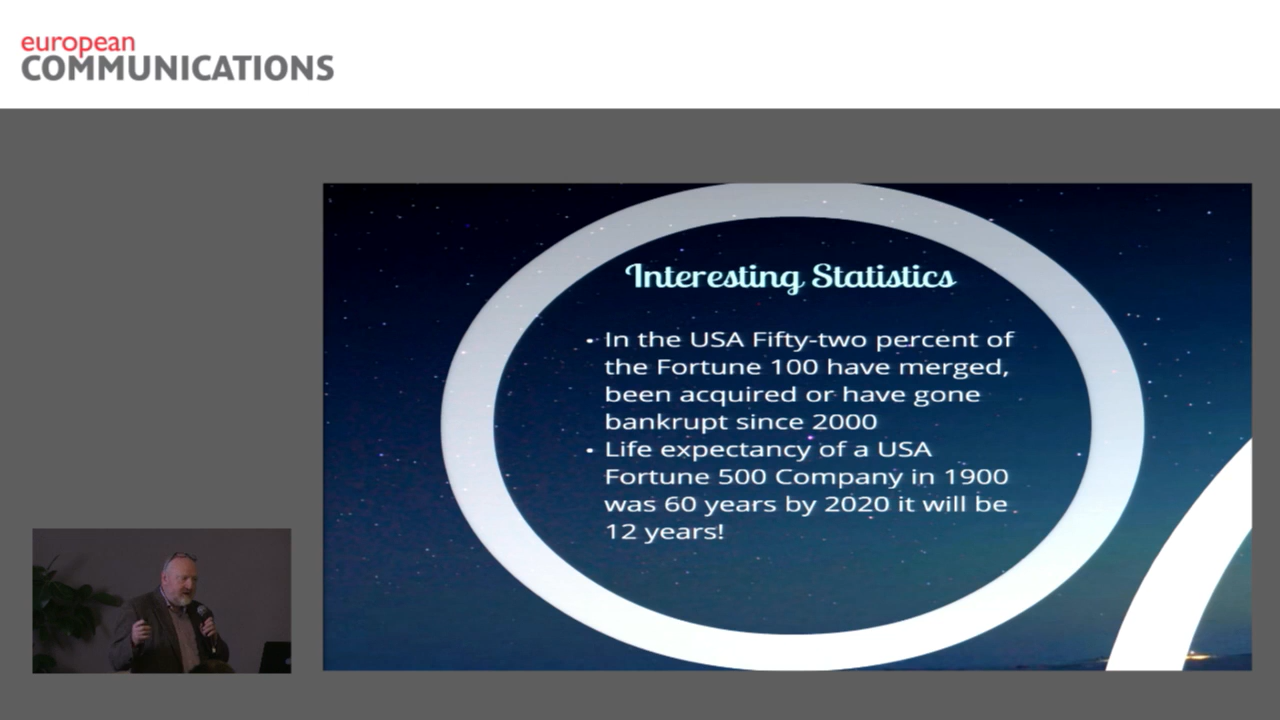 european
COMMUNICATIONS
Interesting Statistics
• In the USA Fifty-two percent of
the Fortune 100 have merged,
been acquired or have gone
bankrupt since 2000
• Life expectancy of a USA
Fortune 500 Company in 1900
was 60 years by 2020 it will be
12 years!